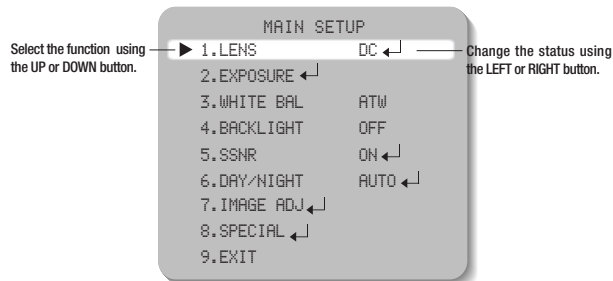 MAIN SETUP
Select the function using
the UP or DOWN button.
▶ 1.LENS DC ↵
Change the status using
the LEFT or RIGHT button.
2.EXPOSURE ↵
3.WHITE BAL ATW
4.BACKLIGHT OFF
5.SSNR ON ↵
6.DAY/NIGHT AUTO ↵
7.IMAGE ADJ ↵
8.SPECIAL ↵
9.EXIT